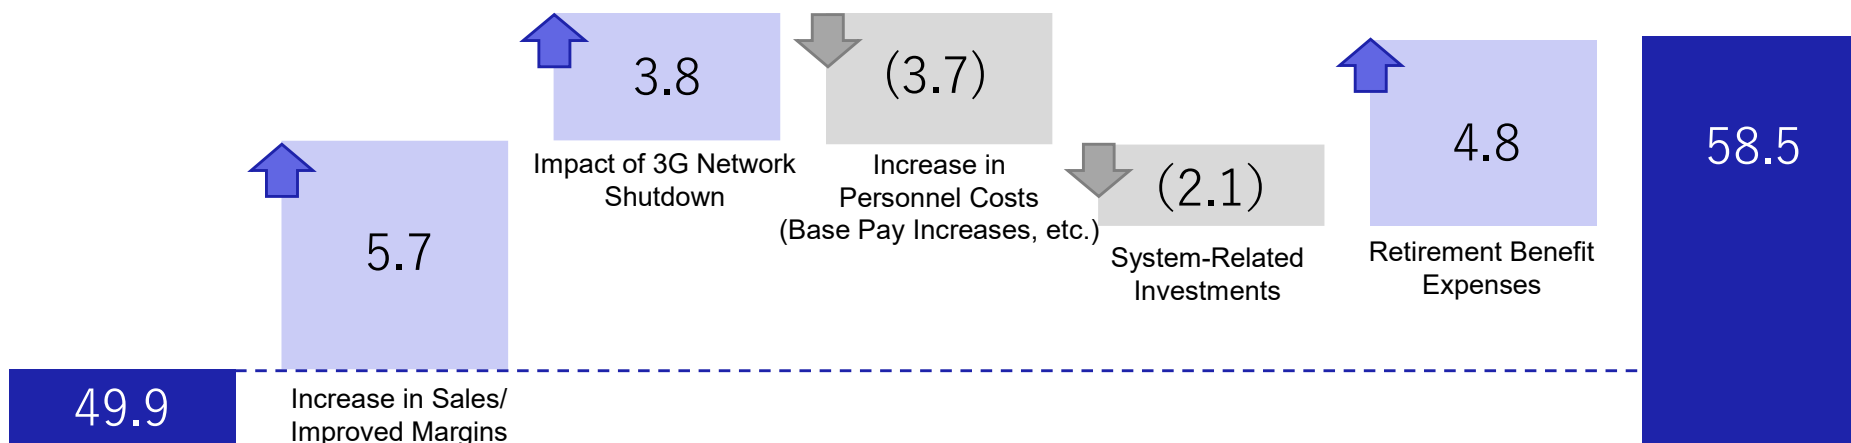 49.9
5.7
Increase in Sales/
Improved Margins
3.8
Impact of 3G Network
Shutdown
(3.7)
Increase in
Personnel Costs
(Base Pay Increases, etc.)
(2.1)
System-Related
Investments
4.8
Retirement Benefit
Expenses
58.5